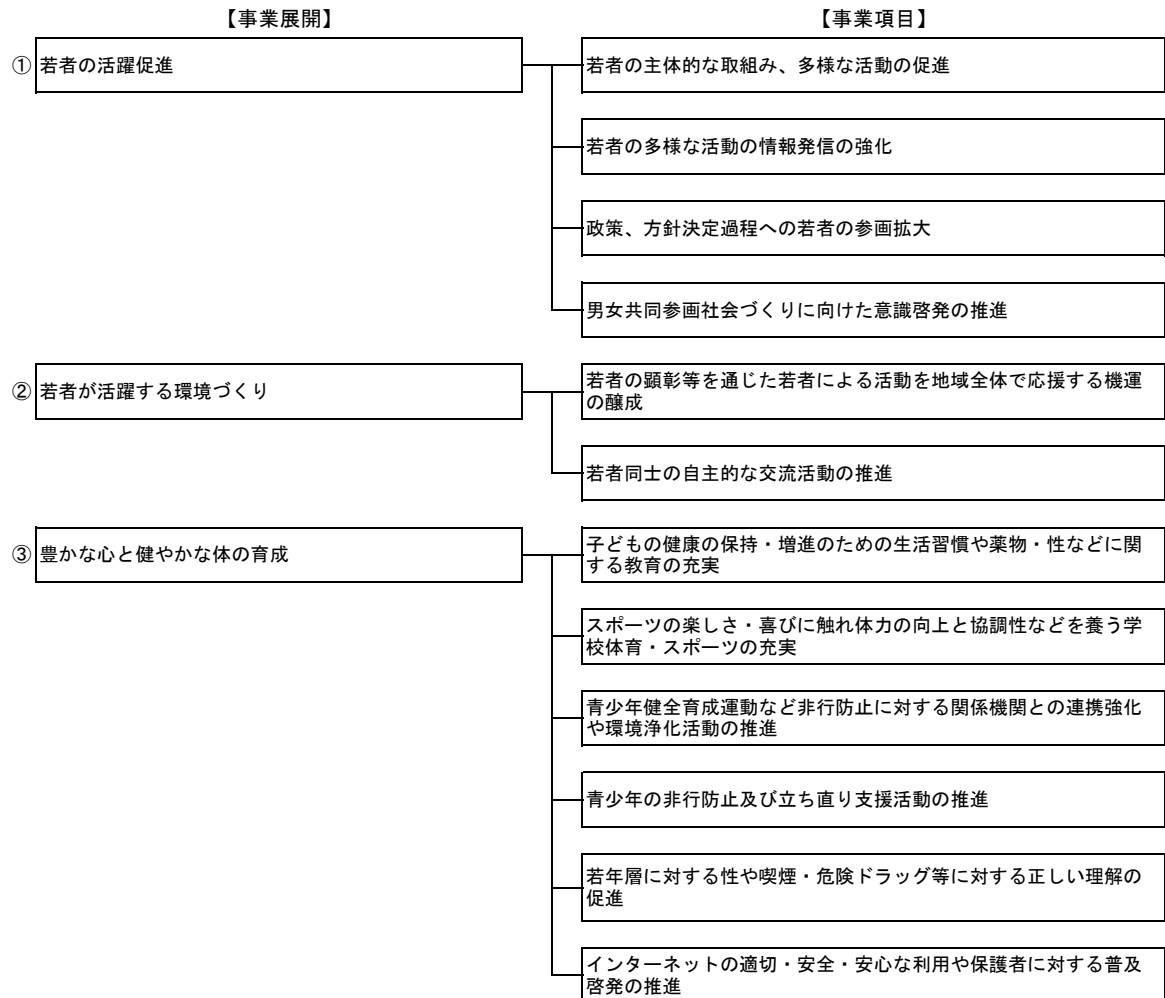 【事業展開】
【事業項目】
① 若者の活躍促進
若者の主体的な取組み、多様な活動の促進
若者の多様な活動の情報発信の強化
政策、方針決定過程への若者の参画拡大
男女共同参画社会づくりに向けた意識啓発の推進
② 若者が活躍する環境づくり
若者の顕彰等を通じた若者による活動を地域全体で応援する機運
の醸成
若者同士の自主的な交流活動の推進
③ 豊かな心と健やかな体の育成
子どもの健康の保持・増進のための生活習慣や薬物・性などに関
する教育の充実
スポーツの楽しさ・喜びに触れ体力の向上と協調性などを養う学
校体育・スポーツの充実
青少年健全育成運動など非行防止に対する関係機関との連携強化
や環境浄化活動の推進
青少年の非行防止及び立ち直り支援活動の推進
若年層に対する性や喫煙・危険ドラッグ等に対する正しい理解の
促進
インターネットの適切・安全・安心な利用や保護者に対する普及
啓発の推進